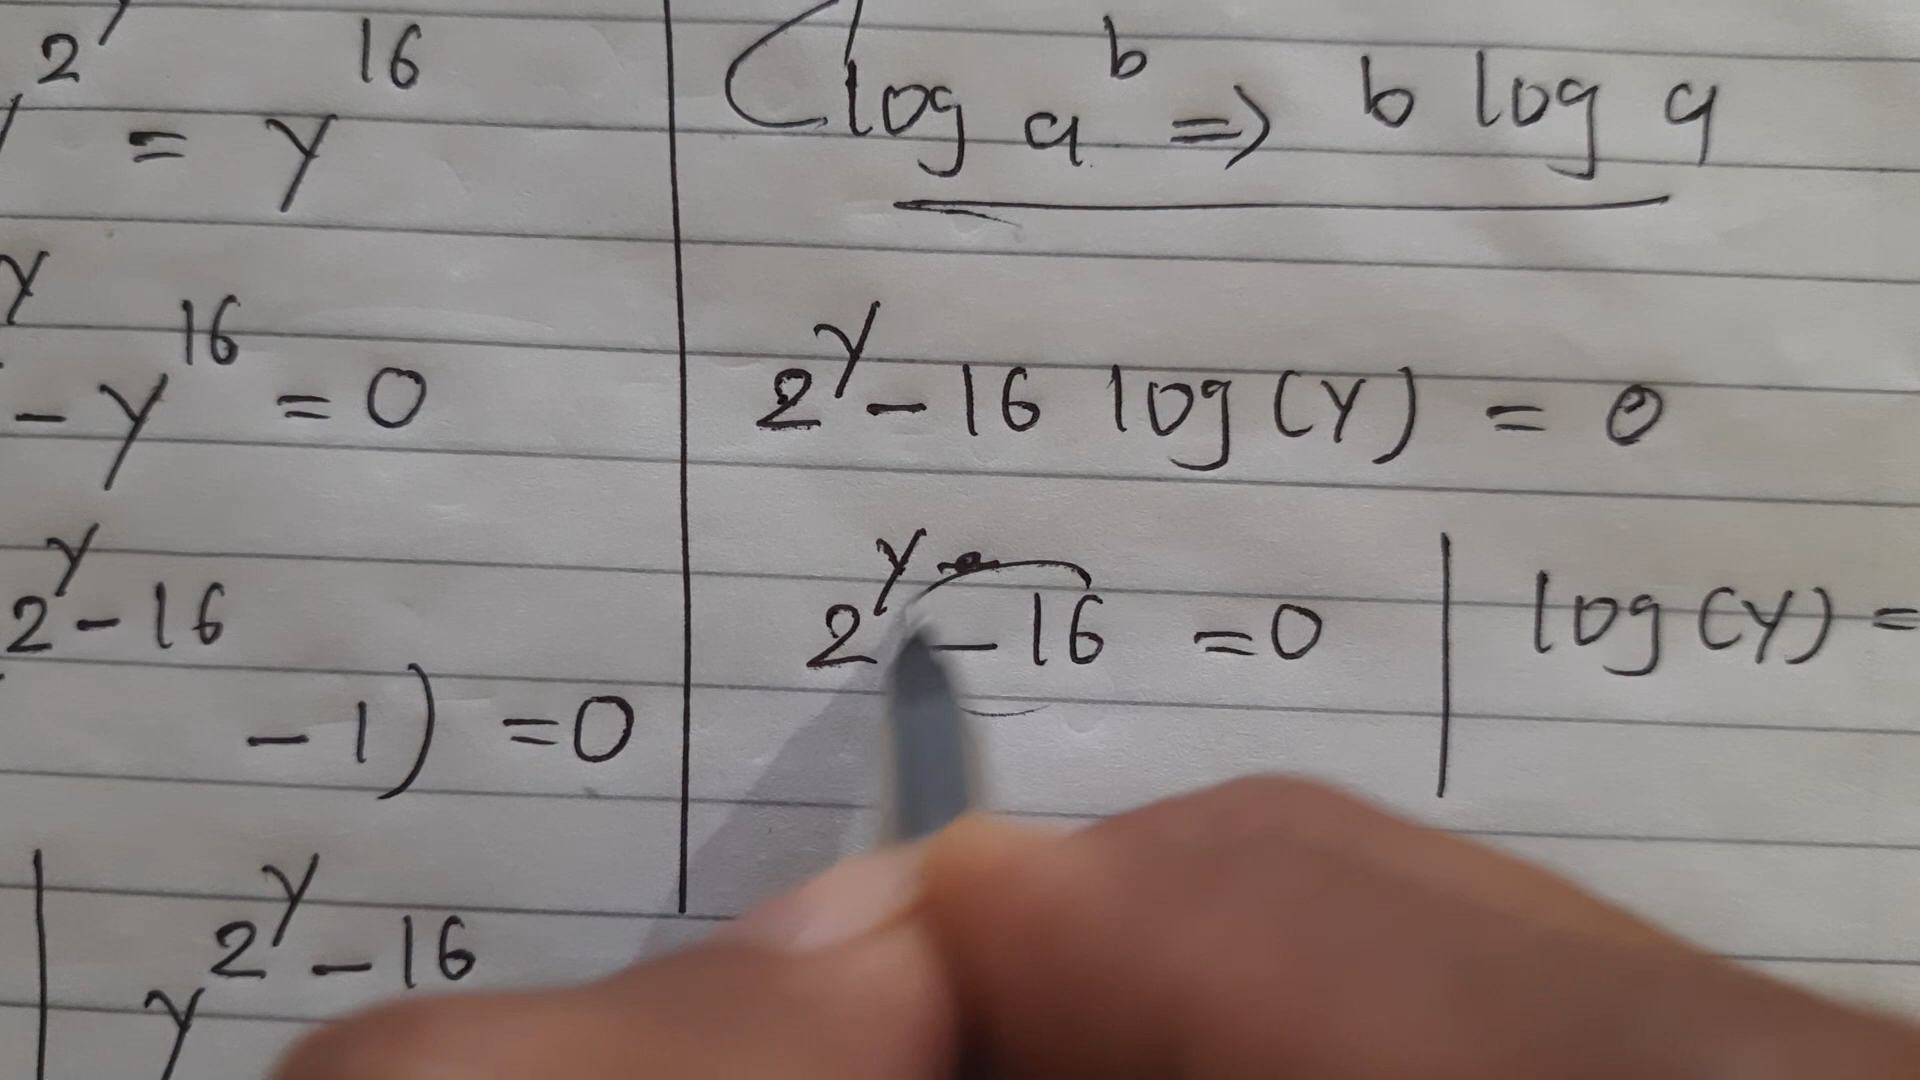 y^2^y = y^16
- y^16 = 0
2^y - 16
- 1) = 0
y^2^y - 16
log a^b => b log a
2^y - 16 log (y) = 0
2^y - 16 = 0 | log (y) =